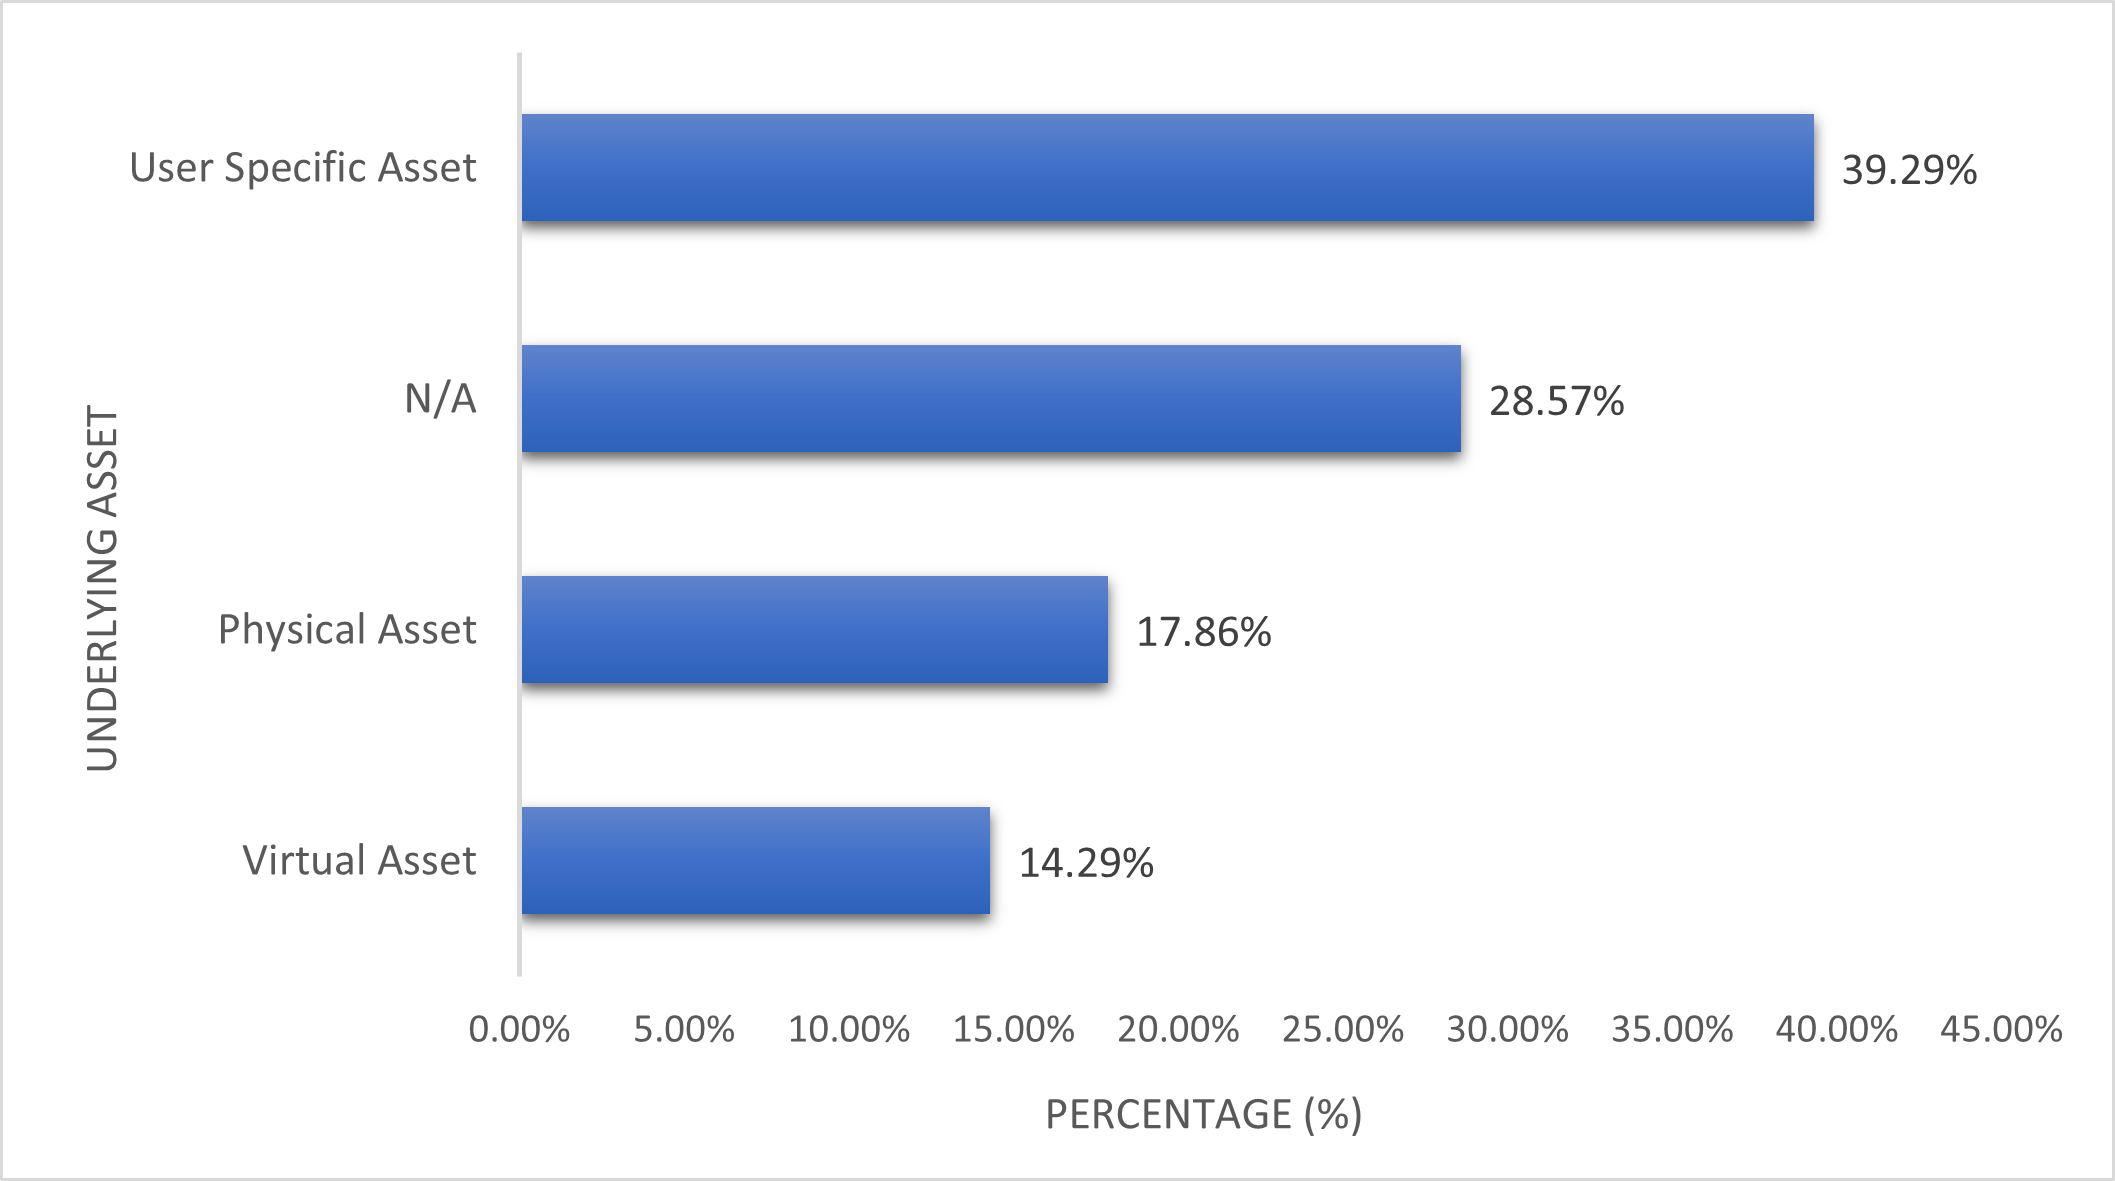 User Specific Asset
39.29%
N/A
28.57%
Physical Asset
17.86%
Virtual Asset
14.29%
UNDERLYING ASSET
0.00% 5.00% 10.00% 15.00% 20.00% 25.00% 30.00% 35.00% 40.00% 45.00%
PERCENTAGE (%)